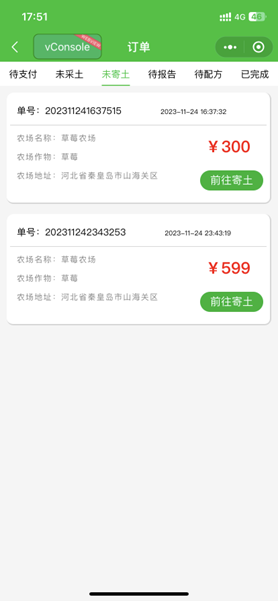 17:51
4G
vConsole
订单
待支付 未采土 未寄土 待报告 待配方 已完成
单号：202311241637515 2023-11-24 16:37:32
农场名称：草莓农场
¥300
农场作物：草莓
农场地址：河北省秦皇岛市山海关区
前往寄土
单号：202311242343253 2023-11-24 23:43:19
农场名称：草莓农场
¥599
农场作物：草莓
农场地址：河北省秦皇岛市山海关区
前往寄土